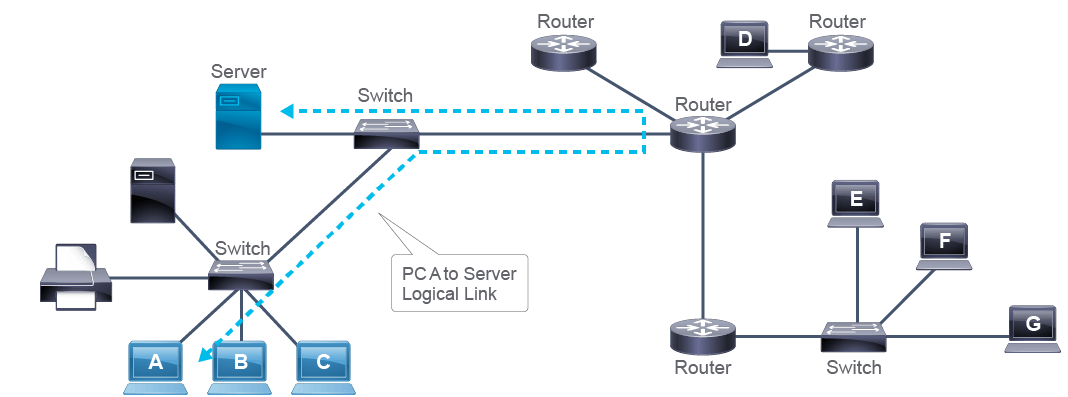 Router
D
Router
Server
Switch
Router
E
F
Switch
PC A to Server
Logical Link
G
A
B
C
Router
Switch